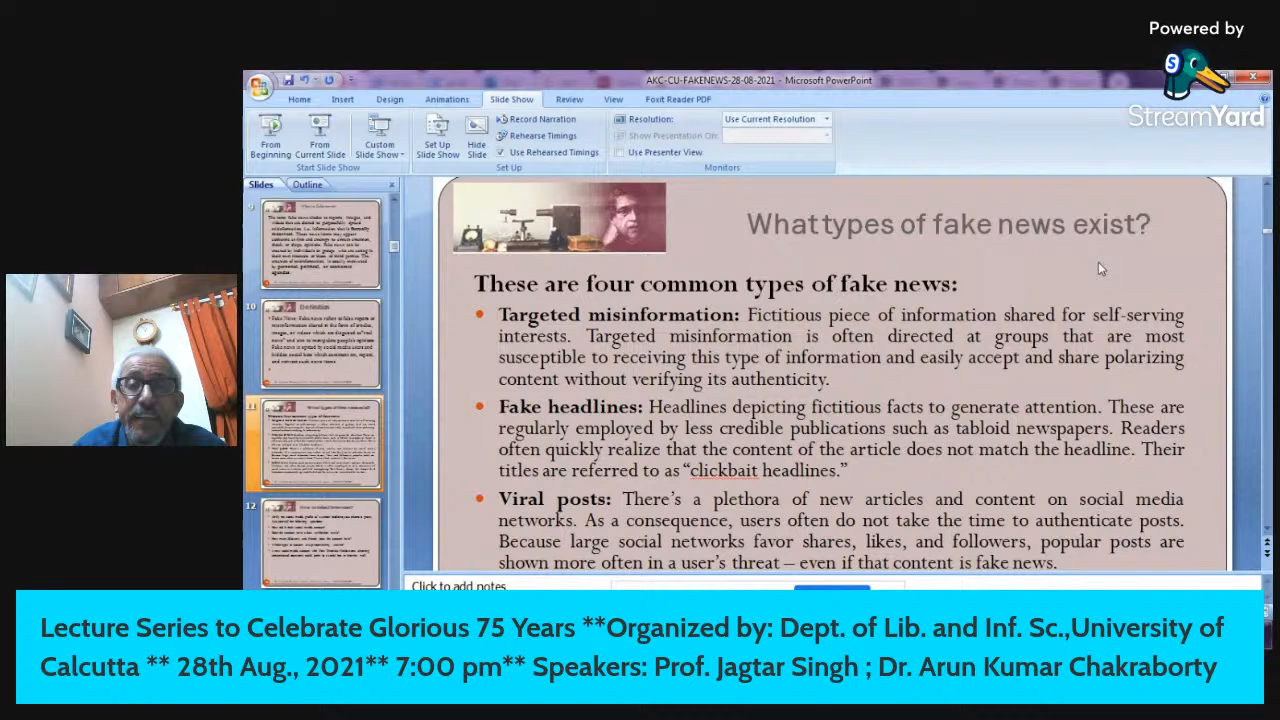 Powered by
StreamYard
AKC-CU-FAKENEWS-28-08-2021 - Microsoft PowerPoint
Home Insert Design Animations Slide Show Review View Foxit Reader PDF
From Beginning
From Current Slide
Custom Slide Show
Start Slide Show
Set Up Slide Show
Hide Slide
Record Narration
Rehearse Timings
Use Rehearsed Timings
Set Up
Resolution: Use Current Resolution
Show Presentation On:
Use Presenter View
Monitors
Slides Outline
9
10
11
12
What types of fake news exist?
These are four common types of fake news:
Targeted misinformation: Fictitious piece of information shared for self-serving
interests. Targeted misinformation is often directed at groups that are most
susceptible to receiving this type of information and easily accept and share polarizing
content without verifying its authenticity.
Fake headlines: Headlines depicting fictitious facts to generate attention. These are
regularly employed by less credible publications such as tabloid newspapers. Readers
often quickly realize that the content of the article does not match the headline. Their
titles are referred to as “clickbait headlines.”
Viral posts: There’s a plethora of new articles and content on social media
networks. As a consequence, users often do not take the time to authenticate posts.
Because large social networks favor shares, likes, and followers, popular posts are
shown more often in a user’s threat – even if that content is fake news.
Click to add notes
Lecture Series to Celebrate Glorious 75 Years **Organized by: Dept. of Lib. and Inf. Sc.,University of
Calcutta ** 28th Aug., 2021** 7:00 pm** Speakers: Prof. Jagtar Singh ; Dr. Arun Kumar Chakraborty